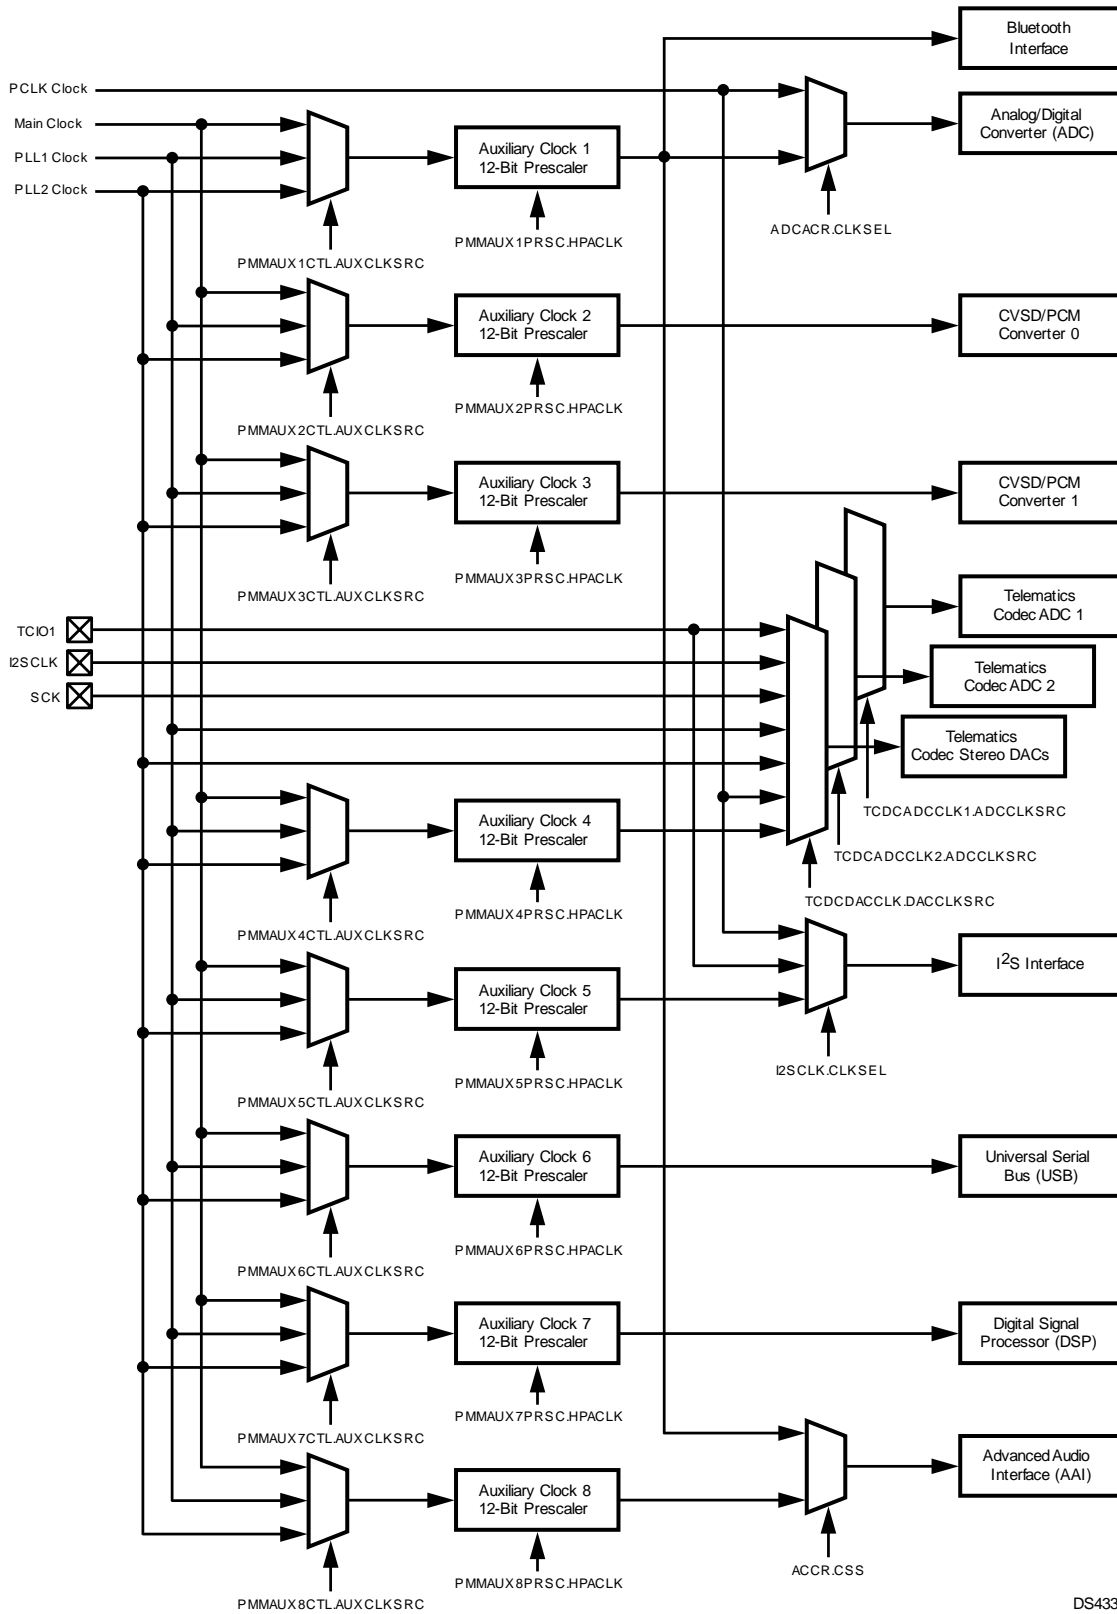 Bluetooth
Interface
PCLK Clock
Main Clock
PLL1 Clock
PLL2 Clock
Analog/Digital
Converter (ADC)
Auxiliary Clock 1
12-Bit Prescaler
ADCACR.CLKSEL
PMMAUX1PRSC.HPACLK
PMMAUX1CTL.AUXCLKSRC
Auxiliary Clock 2
12-Bit Prescaler
CVSD/PCM
Converter 0
PMMAUX2PRSC.HPACLK
PMMAUX2CTL.AUXCLKSRC
Auxiliary Clock 3
12-Bit Prescaler
CVSD/PCM
Converter 1
PMMAUX3PRSC.HPACLK
PMMAUX3CTL.AUXCLKSRC
TCIO1
I2SCLK
SCK
Telematics
Codec ADC 1
Telematics
Codec ADC 2
Telematics
Codec Stereo DACs
TCDCADCCLK1.ADCCLKSRC
Auxiliary Clock 4
12-Bit Prescaler
TCDCADCCLK2.ADCCLKSRC
TCDCDACCLK.DACCLKSRC
PMMAUX4PRSC.HPACLK
PMMAUX4CTL.AUXCLKSRC
I2S Interface
Auxiliary Clock 5
12-Bit Prescaler
I2SCLK.CLKSEL
PMMAUX5PRSC.HPACLK
PMMAUX5CTL.AUXCLKSRC
Auxiliary Clock 6
12-Bit Prescaler
Universal Serial
Bus (USB)
PMMAUX6PRSC.HPACLK
PMMAUX6CTL.AUXCLKSRC
Auxiliary Clock 7
12-Bit Prescaler
Digital Signal
Processor (DSP)
PMMAUX7PRSC.HPACLK
PMMAUX7CTL.AUXCLKSRC
Advanced Audio
Interface (AAI)
Auxiliary Clock 8
12-Bit Prescaler
ACCR.CSS
PMMAUX8PRSC.HPACLK
PMMAUX8CTL.AUXCLKSRC
DS433